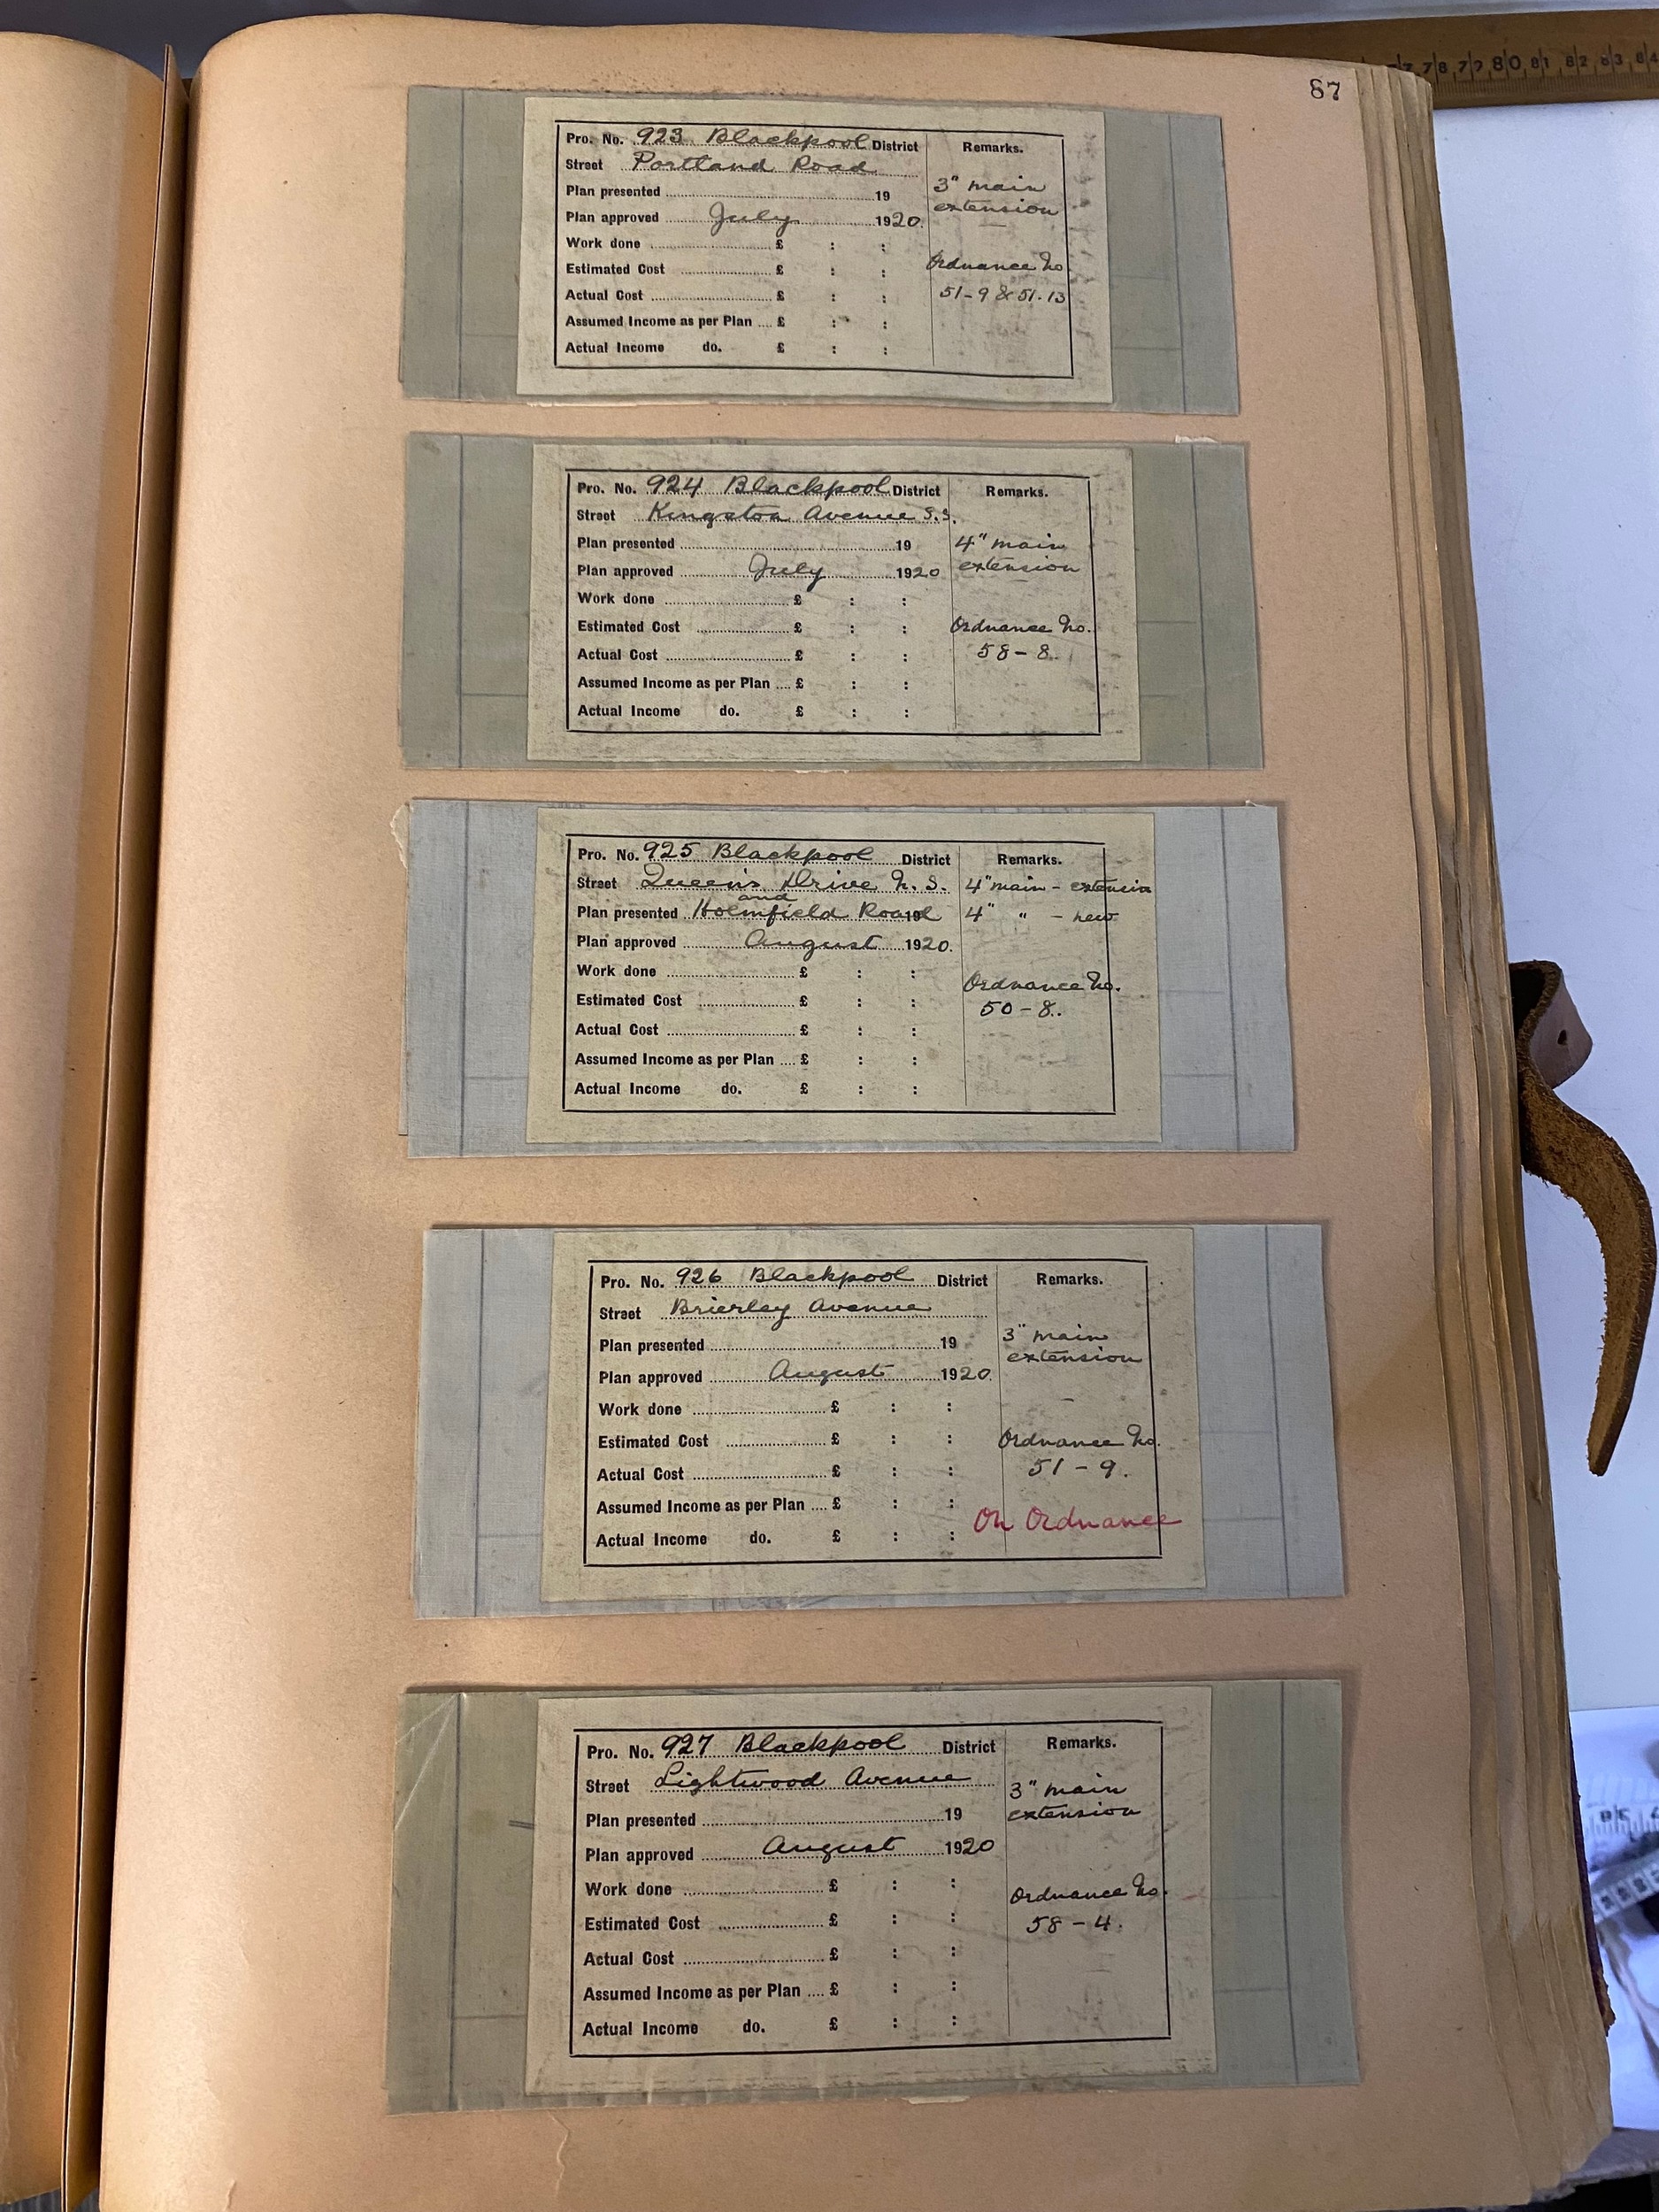 87
Pro. No. 923 Blackpool District
Remarks.
Street Portland Road
Plan presented 19
3" main
extension
Plan approved July 1920.
Work done £ : :
Estimated Cost £ : :
Ordnance No.
Actual Cost £ : :
51-9 & 51-13
Assumed Income as per Plan £ : :
Actual Income do. £ : :
Pro. No. 924 Blackpool District
Remarks.
Street Kingston Avenue S.S.
Plan presented 19
4" main
extension
Plan approved July 1920
Work done £ : :
Estimated Cost £ : :
Ordnance No.
Actual Cost £ : :
58-8.
Assumed Income as per Plan £ : :
Actual Income do. £ : :
Pro. No. 925 Blackpool District
Remarks.
Street Queen's Drive N. S.
4" main - extension
and
Plan presented Holmfield Road 19
4" " - new
Plan approved August 1920.
Work done £ : :
Ordnance No.
Estimated Cost £ : :
50-8.
Actual Cost £ : :
Assumed Income as per Plan £ : :
Actual Income do. £ : :
Pro. No. 926 Blackpool District
Remarks.
Street Brierley Avenue
Plan presented 19
3" main
extension
Plan approved August 1920.
Work done £ : :
Estimated Cost £ : :
Ordnance No.
Actual Cost £ : :
51-9.
Assumed Income as per Plan £ : :
On Ordnance
Actual Income do. £ : :
Pro. No. 927 Blackpool District
Remarks.
Street Lightwood Avenue
3" main
extension
Plan presented 19
Plan approved August 1920
Work done £ : :
Ordnance No.
Estimated Cost £ : :
58-4.
Actual Cost £ : :
Assumed Income as per Plan £ : :
Actual Income do. £ : :
78 79 80 81 82 83 84